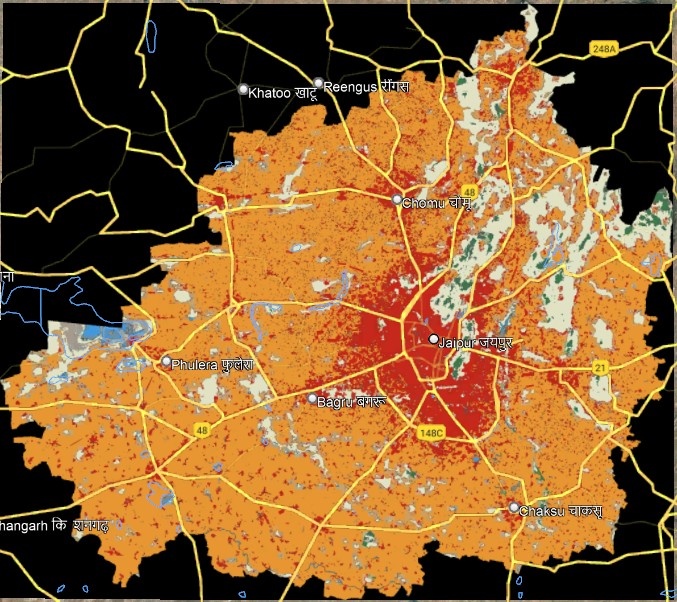 248A
Khatoo खाटू
Reengus रींगस
48
Chomu चौमू
ना
Jaipur जयपुर
Phulera फुलेरा
21
Bagru बगरू
48
148C
Chaksu चाकसू
hangarh कि शनगढ़